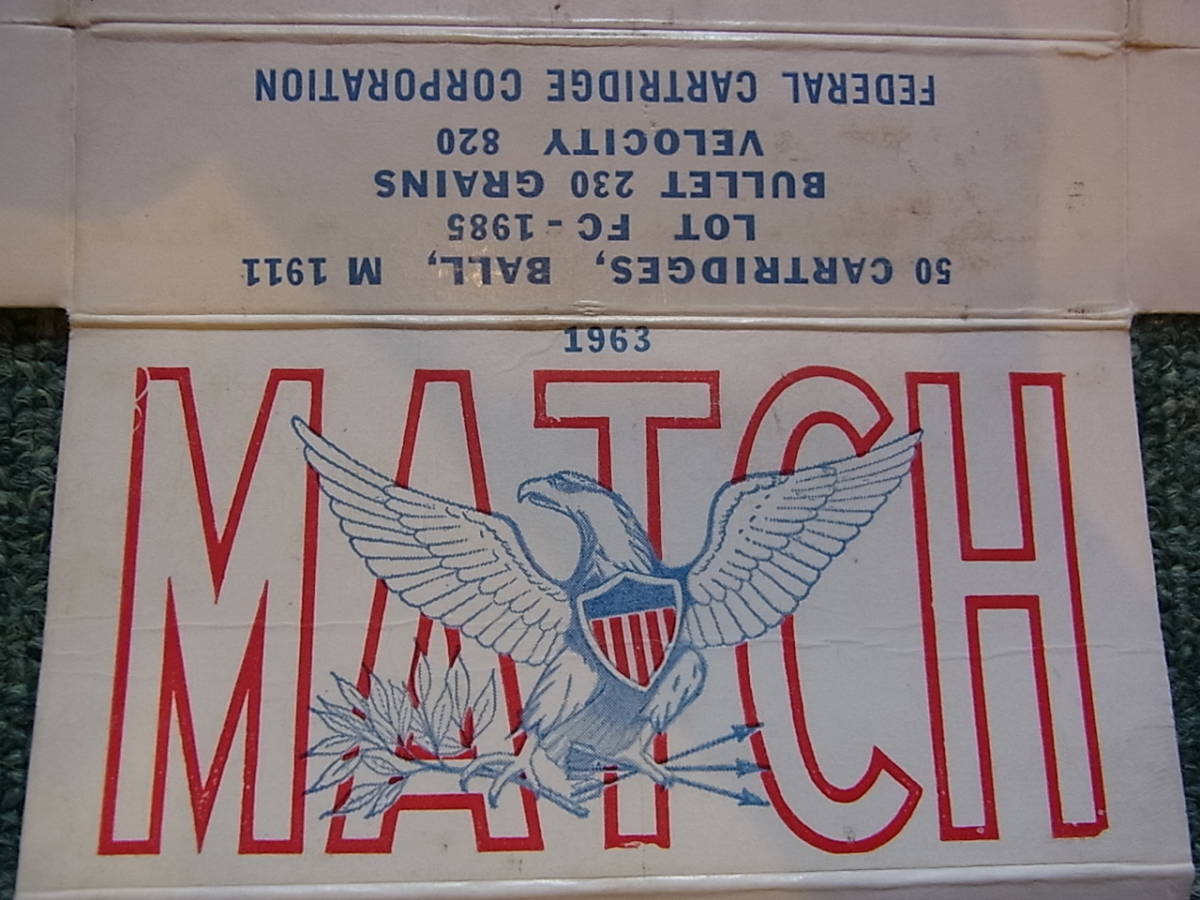 50 CARTRIDGES, BALL, M 1911
LOT FC - 1985
BULLET 230 GRAINS
VELOCITY 820
FEDERAL CARTRIDGE CORPORATION
1963
MATCH